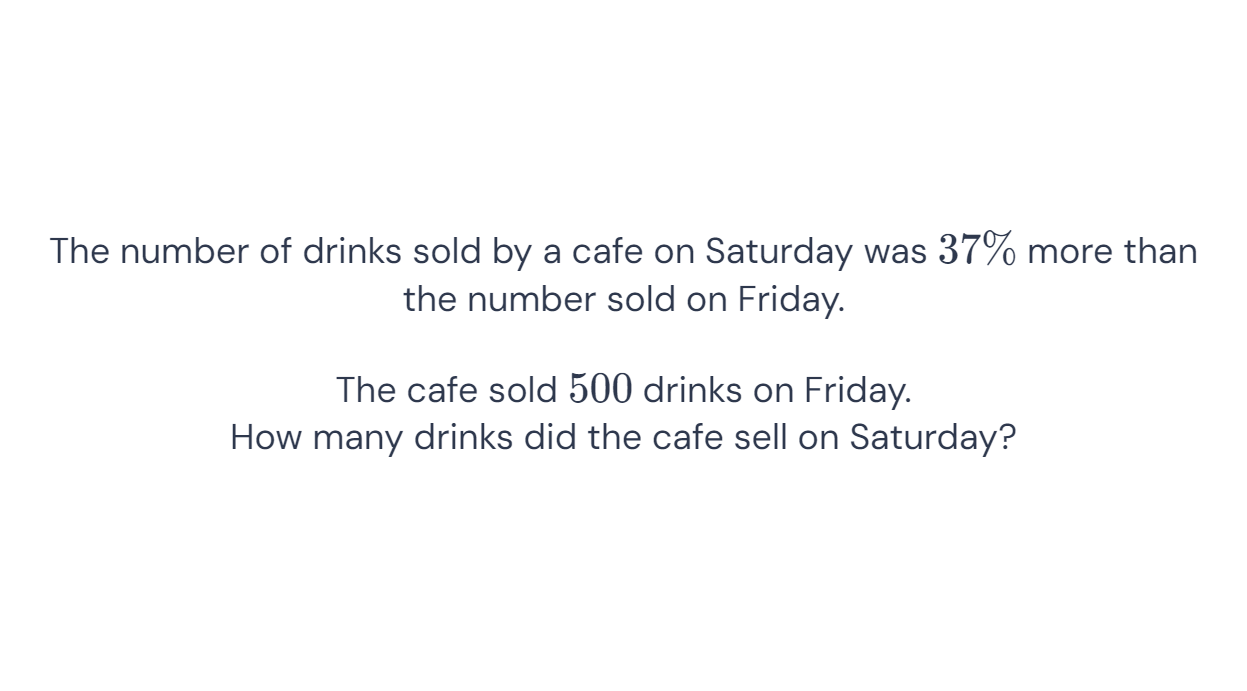 The number of drinks sold by a cafe on Saturday was 37% more than
the number sold on Friday.
The cafe sold 500 drinks on Friday.
How many drinks did the cafe sell on Saturday?